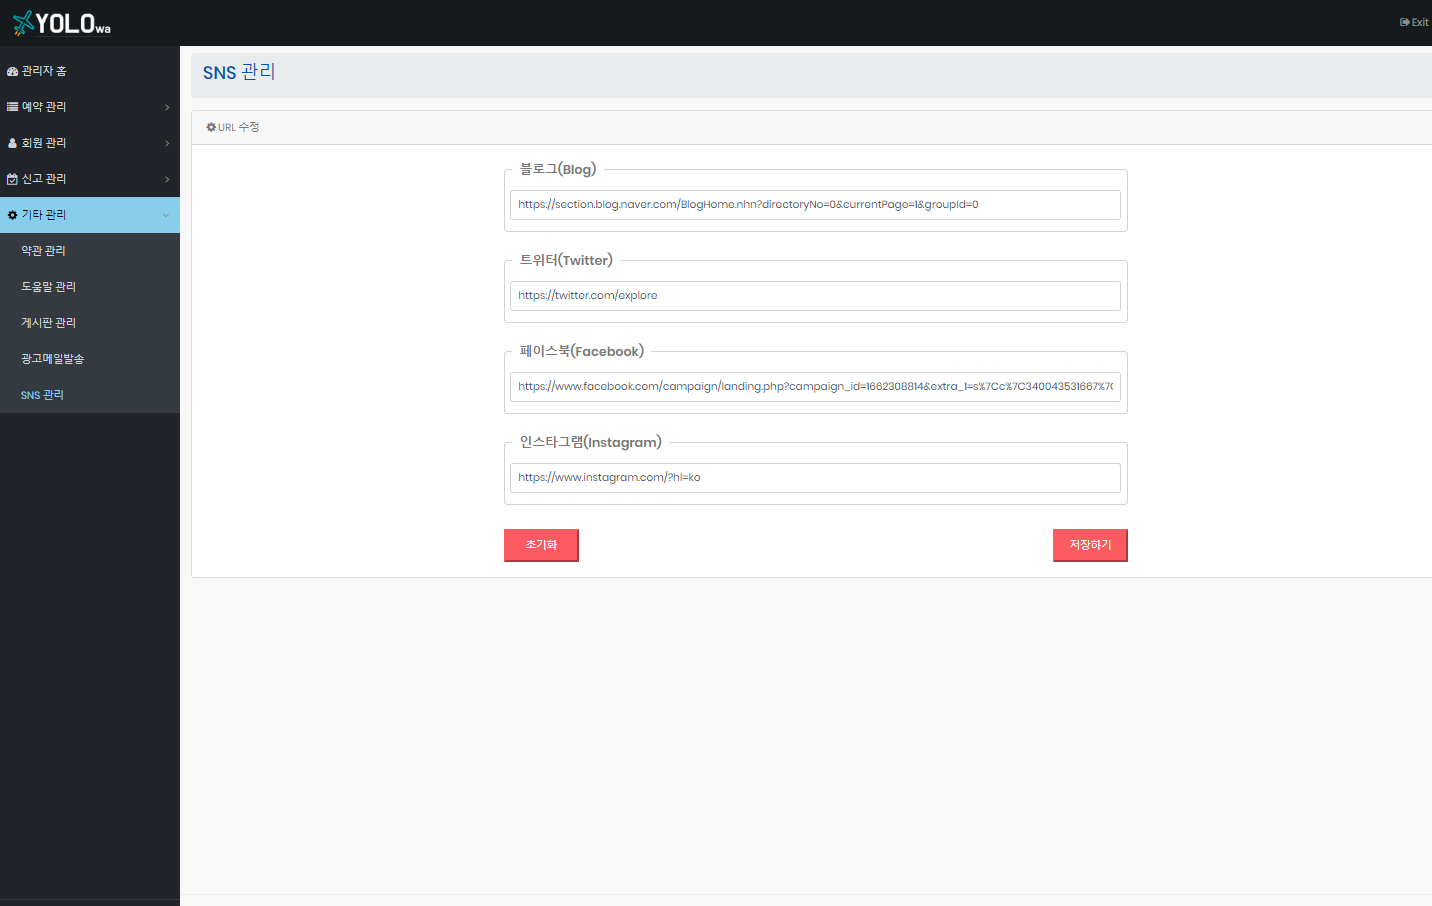 YOLOwa
Exit
관리자 홈
예약 관리
회원 관리
신고 관리
기타 관리
약관 관리
도움말 관리
게시판 관리
광고메일발송
SNS 관리
SNS 관리
URL 수정
블로그(Blog)
https://section.blog.naver.com/BlogHome.nhn?directoryNo=0&currentPage=1&groupId=0
트위터(Twitter)
https://twitter.com/explore
페이스북(Facebook)
https://www.facebook.com/campaign/landing.php?campaign_id=1662308814&extra_1=s%7Cc%7C340043531667%7C
인스타그램(Instagram)
https://www.instagram.com/?hl=ko
초기화
저장하기